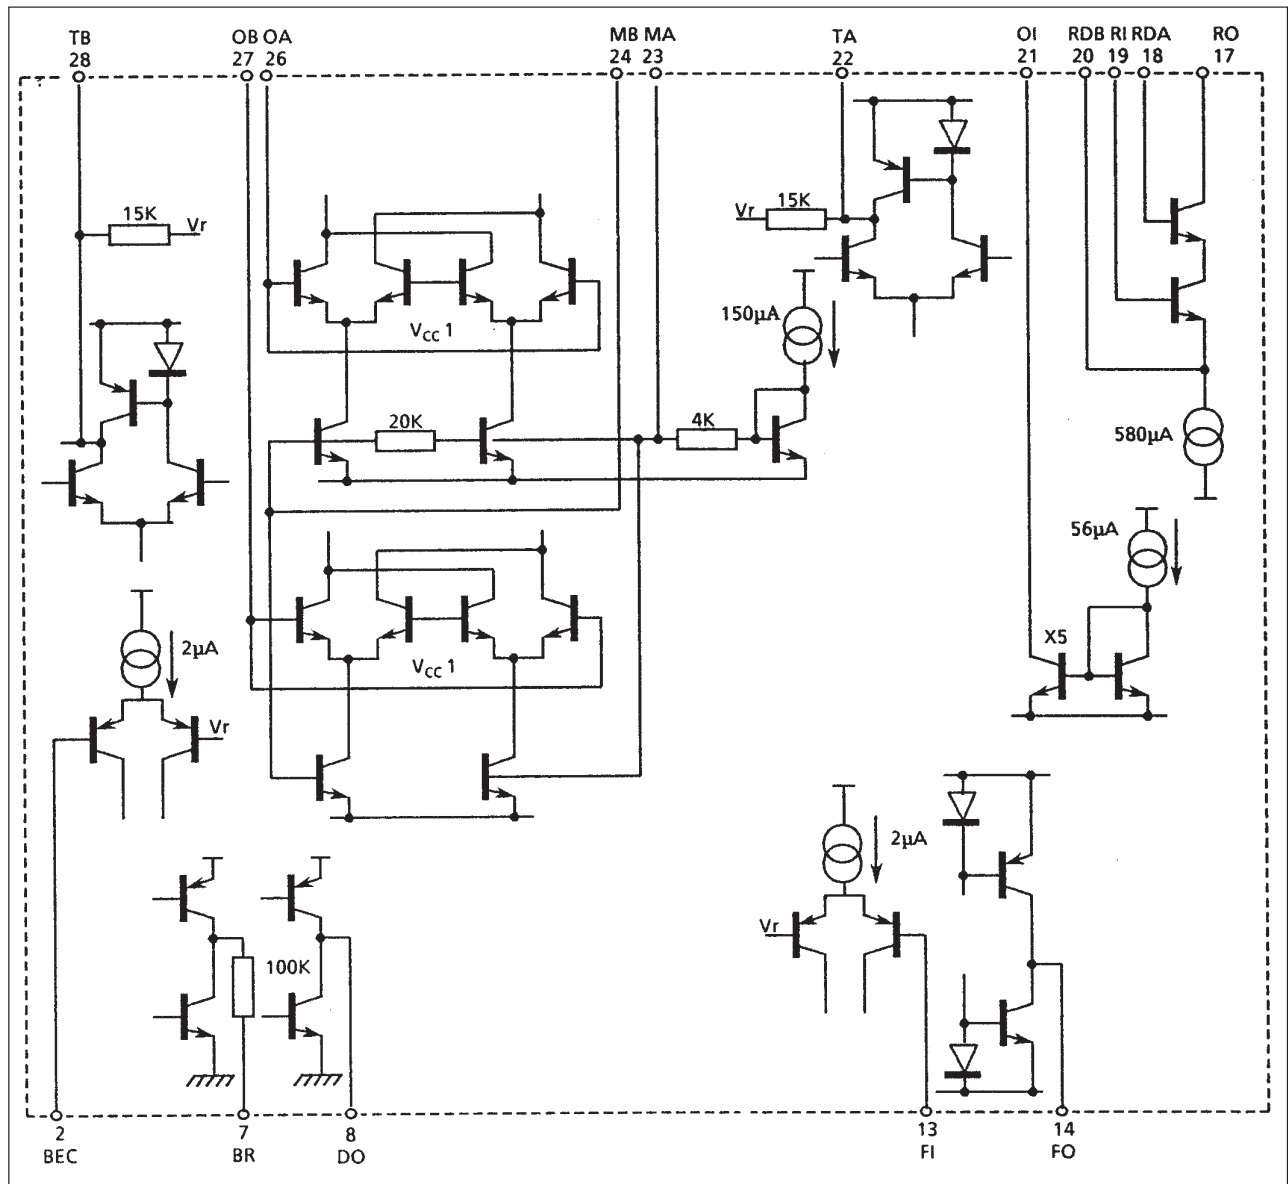 TB OB OA MB MA TA OI RDB RI RDA RO
28 27 26 24 23 22 21 20 19 18 17
15K Vr
Vr 15K
150µA
VCC 1
20K
4K
580µA
56µA
X5
2µA
VCC 1
Vr
2µA
Vr
100K
2 7 8 13 14
BEC BR DO FI FO